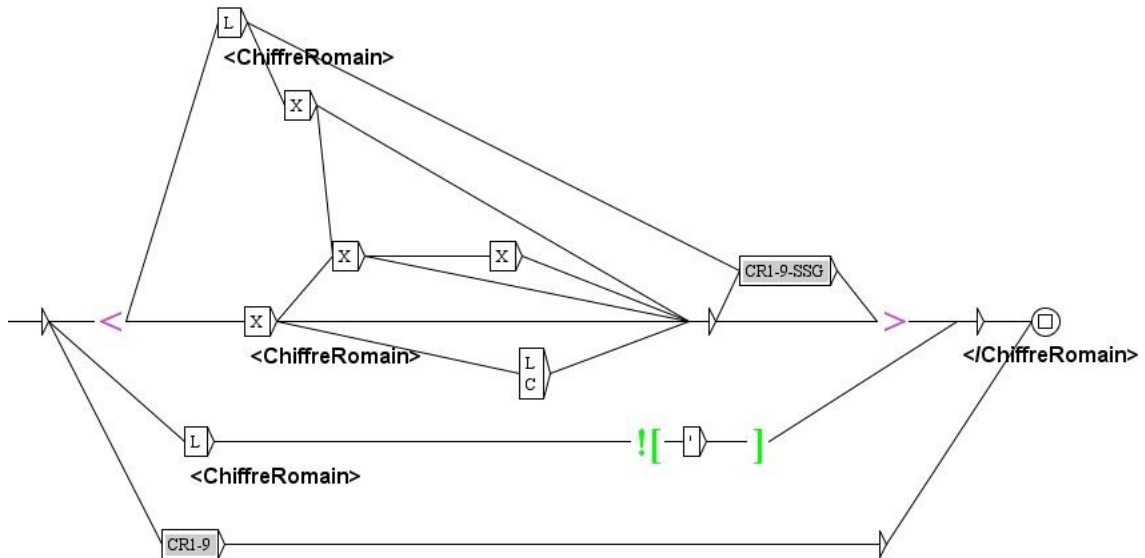 L
<ChiffreRomain>
X
X
X
CR1-9-SSG
<
X
>
<ChiffreRomain>
</ChiffreRomain>
L
C
L
![
'
]
<ChiffreRomain>
CR1-9